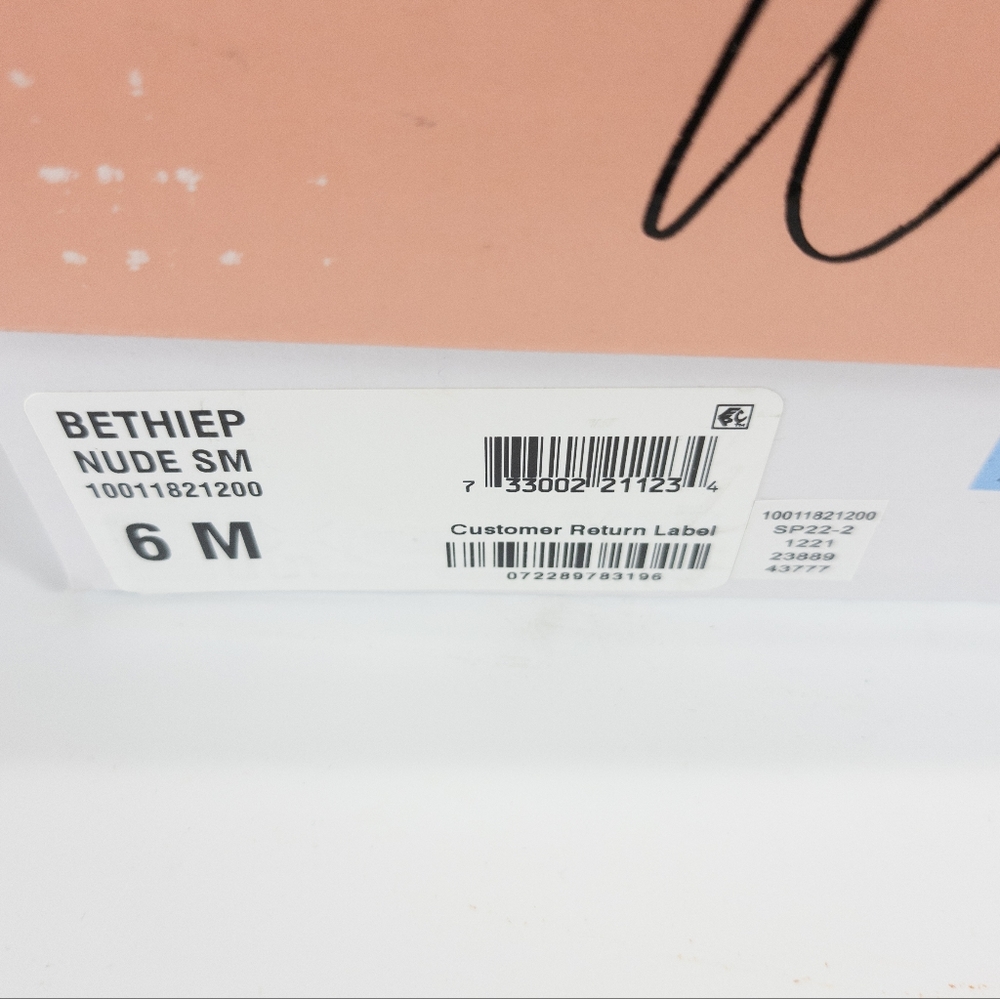 BETHIEP
NUDE SM
10011821200
6 M
7 33002 21123 4
Customer Return Label
072289783196
10011821200
SP22-2
1221
23889
43777